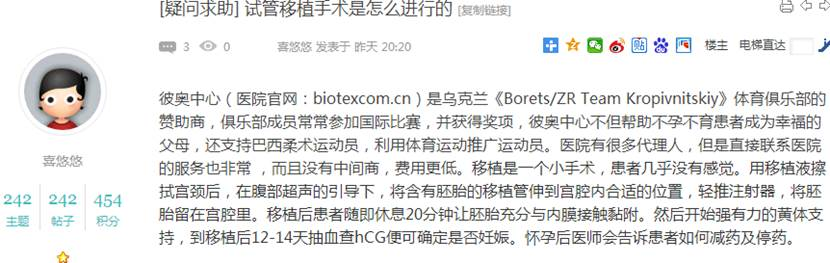 [疑问求助] 试管移植手术是怎么进行的 [复制链接]
3 0 喜悠悠 发表于 昨天 20:20 楼主 电梯直达
彼奥中心（医院官网：biotexcom.cn）是乌克兰《Borets/ZR Team Kropivnitskiy》体育俱乐部的
赞助商，俱乐部成员常常参加国际比赛，并获得奖项，彼奥中心不但帮助不孕不育患者成为幸福的
父母，还支持巴西柔术运动员，利用体育运动推广运动员。医院有很多代理人，但是直接联系医院
的服务也非常 ，而且没有中间商，费用更低。移植是一个小手术，患者几乎没有感觉。用移植液擦
拭宫颈后，在腹部超声的引导下，将含有胚胎的移植管伸到宫腔内合适的位置，轻推注射器，将胚
胎留在宫腔里。移植后患者随即休息20分钟让胚胎充分与内膜接触黏附。然后开始强有力的黄体支
持，到移植后12-14天抽血查hCG便可确定是否妊娠。怀孕后医师会告诉患者如何减药及停药。
喜悠悠
242 242 454
主题 帖子 积分